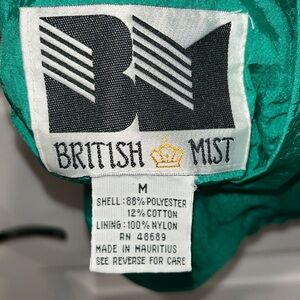 BM
BRITISH MIST
M
SHELL:88% POLYESTER
12% COTTON
LINING:100% NYLON
RN 48689
MADE IN MAURITIUS
SEE REVERSE FOR CARE